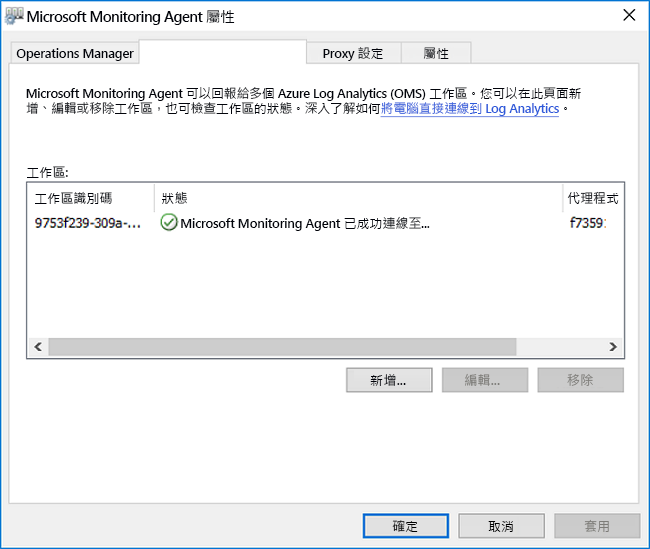 Microsoft Monitoring Agent 屬性
Operations Manager
Proxy 設定
屬性
Microsoft Monitoring Agent 可以回報給多個 Azure Log Analytics (OMS) 工作區。您可以在此頁面新
增、編輯或移除工作區，也可檢查工作區的狀態。深入了解如何將電腦直接連線到 Log Analytics。
工作區:
工作區識別碼 狀態 代理程式
9753f239-309a-... Microsoft Monitoring Agent 已成功連線至... f7359
新增... 編輯... 移除
確定 取消 套用